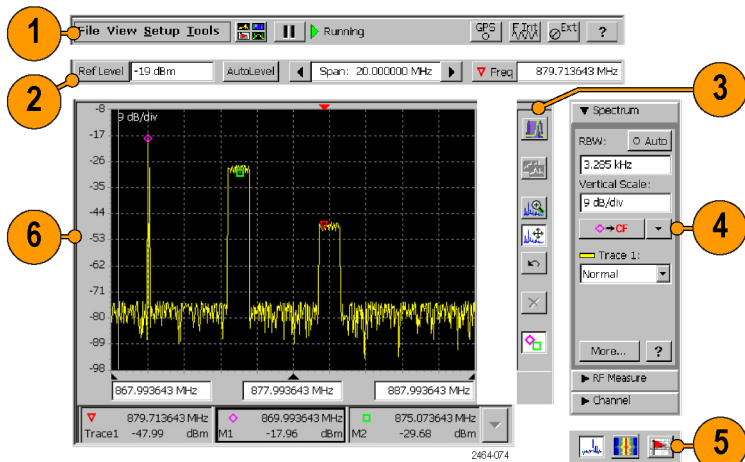 1
File View Setup Tools
Running
GPS
F Int
Ext
?
2
Ref Level
-19 dBm
AutoLevel
Span: 20.000000 MHz
Freq
879.713643 MHz
3
-8
9 dB/div
-17
-26
-35
-44
-53
-62
-71
-80
-89
-98
6
867.993643 MHz
877.993643 MHz
887.993643 MHz
879.713643 MHz
Trace1 -47.99 dBm
869.993643 MHz
M1 -17.96 dBm
875.073643 MHz
M2 -29.68 dBm
2464-074
Spectrum
RBW:
Auto
3.285 kHz
Vertical Scale:
9 dB/div
→CF
4
Trace 1:
Normal
More...
?
RF Measure
Channel
5